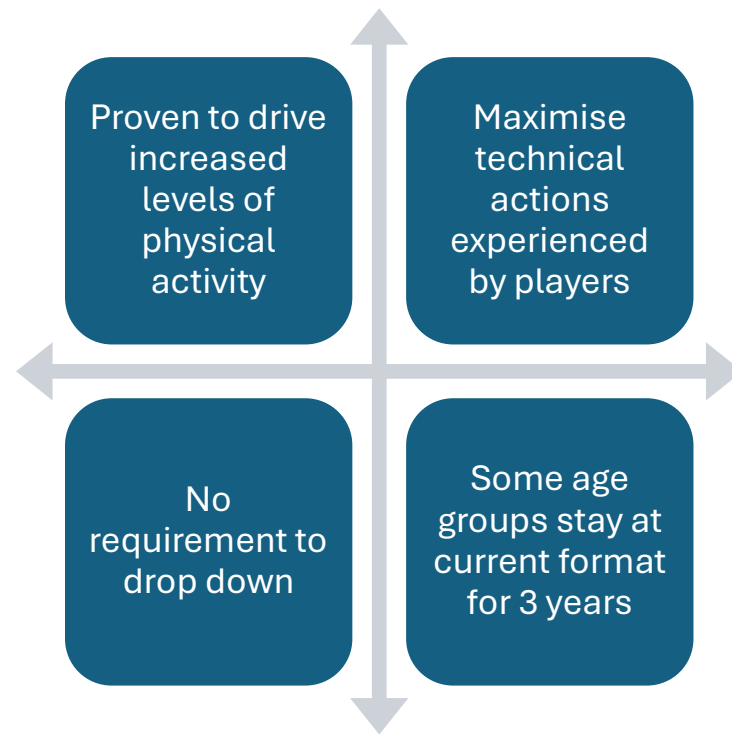 Proven to drive
increased
levels of
physical
activity
Maximise
technical
actions
experienced
by players
No
requirement to
drop down
Some age
groups stay at
current format
for 3 years